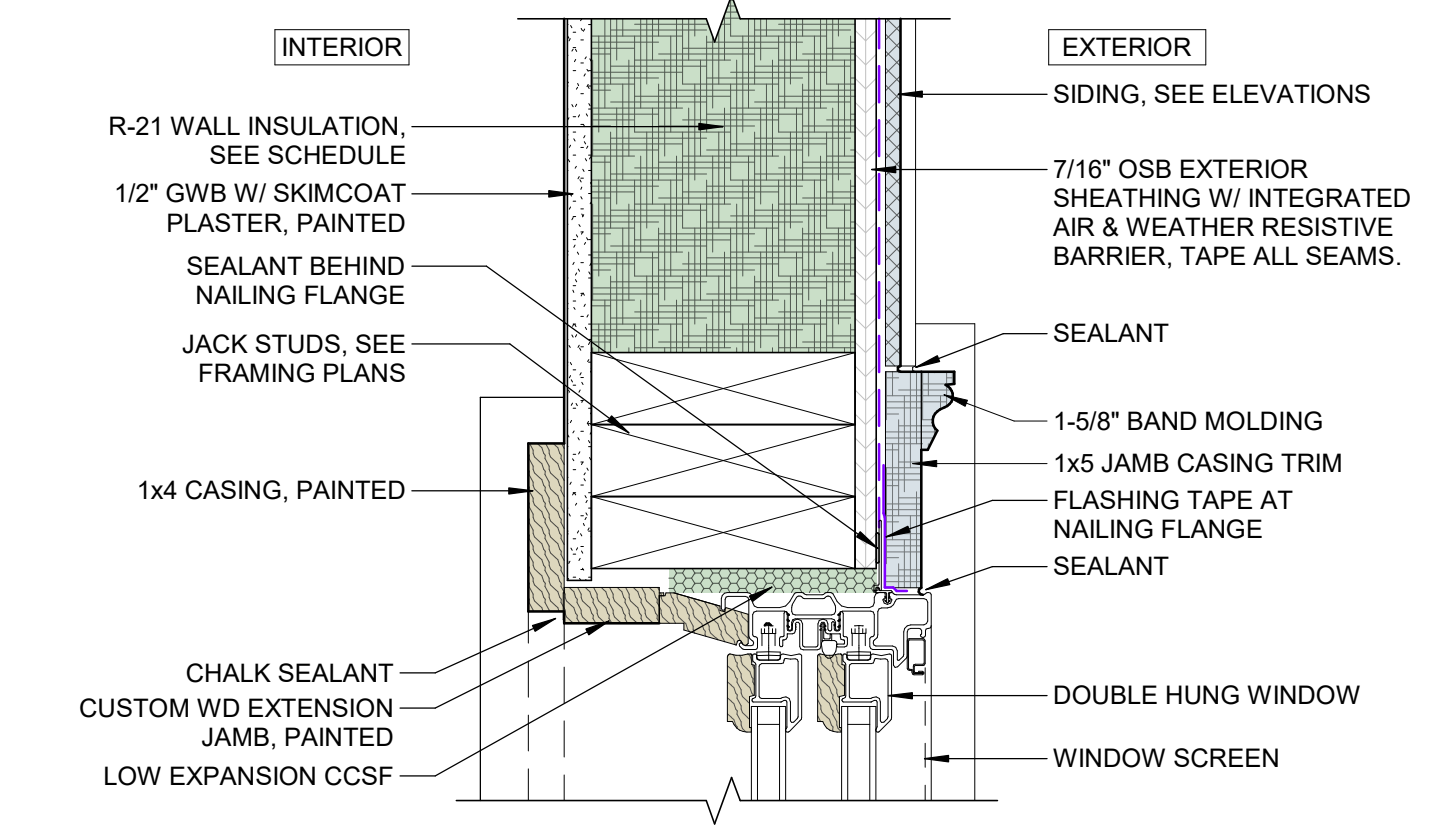 INTERIOR
R-21 WALL INSULATION,
SEE SCHEDULE
1/2" GWB W/ SKIMCOAT
PLASTER, PAINTED
SEALANT BEHIND
NAILING FLANGE
JACK STUDS, SEE
FRAMING PLANS
1x4 CASING, PAINTED
CHALK SEALANT
CUSTOM WD EXTENSION
JAMB, PAINTED
LOW EXPANSION CCSF
EXTERIOR
SIDING, SEE ELEVATIONS
7/16" OSB EXTERIOR
SHEATHING W/ INTEGRATED
AIR & WEATHER RESISTIVE
BARRIER, TAPE ALL SEAMS.
SEALANT
1-5/8" BAND MOLDING
1x5 JAMB CASING TRIM
FLASHING TAPE AT
NAILING FLANGE
SEALANT
DOUBLE HUNG WINDOW
WINDOW SCREEN